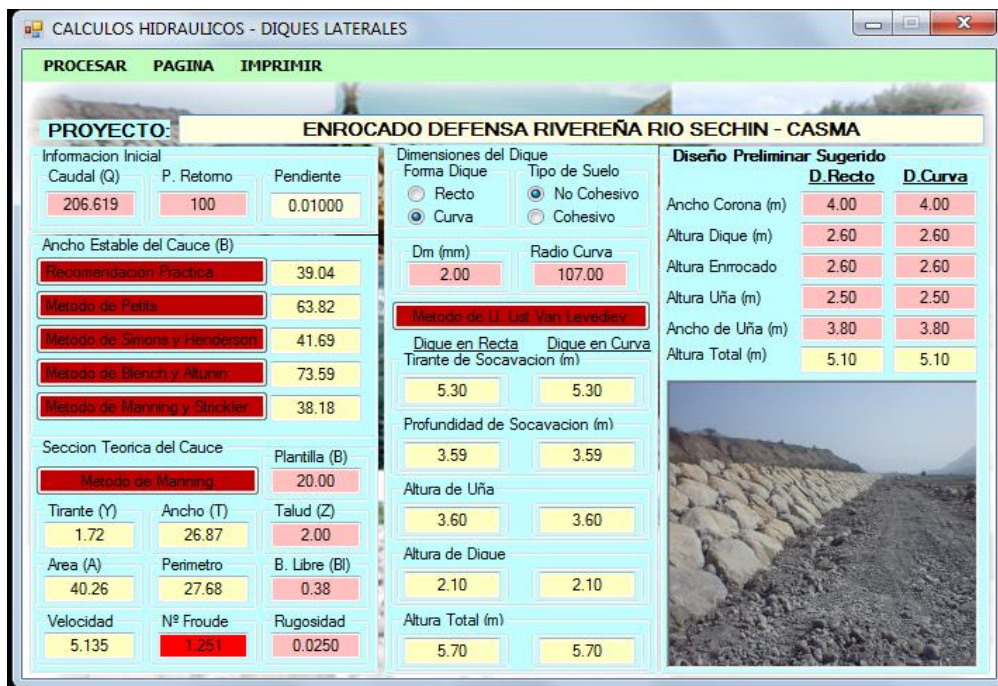 CALCULOS HIDRAULICOS - DIQUES LATERALES
PROCESAR PAGINA IMPRIMIR
PROYECTO: ENROCADO DEFENSA RIVEREÑA RIO SECHIN - CASMA
Informacion Inicial
Caudal (Q) P. Retorno Pendiente
206.619 100 0.01000
Ancho Estable del Cauce (B)
Recomendacion Practica 39.04
Metodo de Petits 63.82
Metodo de Simons y Henderson 41.69
Metodo de Blench y Altunin 73.59
Metodo de Manning y Strickler 38.18
Seccion Teorica del Cauce
Metodo de Manning Plantilla (B)
20.00
Tirante (Y) Ancho (T) Talud (Z)
1.72 26.87 2.00
Area (A) Perimetro B. Libre (Bl)
40.26 27.68 0.38
Velocidad Nº Froude Rugosidad
5.135 1.251 0.0250
Dimensiones del Dique
Forma Dique Tipo de Suelo
Recto No Cohesivo
Curva Cohesivo
Dm (mm) Radio Curva
2.00 107.00
Metodo de LL List Van Levediev
Dique en Recta Dique en Curva
Tirante de Socavacion (m)
5.30 5.30
Profundidad de Socavacion (m)
3.59 3.59
Altura de Uña
3.60 3.60
Altura de Dique
2.10 2.10
Altura Total (m)
5.70 5.70
Diseño Preliminar Sugerido
D.Recto D.Curva
Ancho Corona (m) 4.00 4.00
Altura Dique (m) 2.60 2.60
Altura Enrrocado 2.60 2.60
Altura Uña (m) 2.50 2.50
Ancho de Uña (m) 3.80 3.80
Altura Total (m) 5.10 5.10